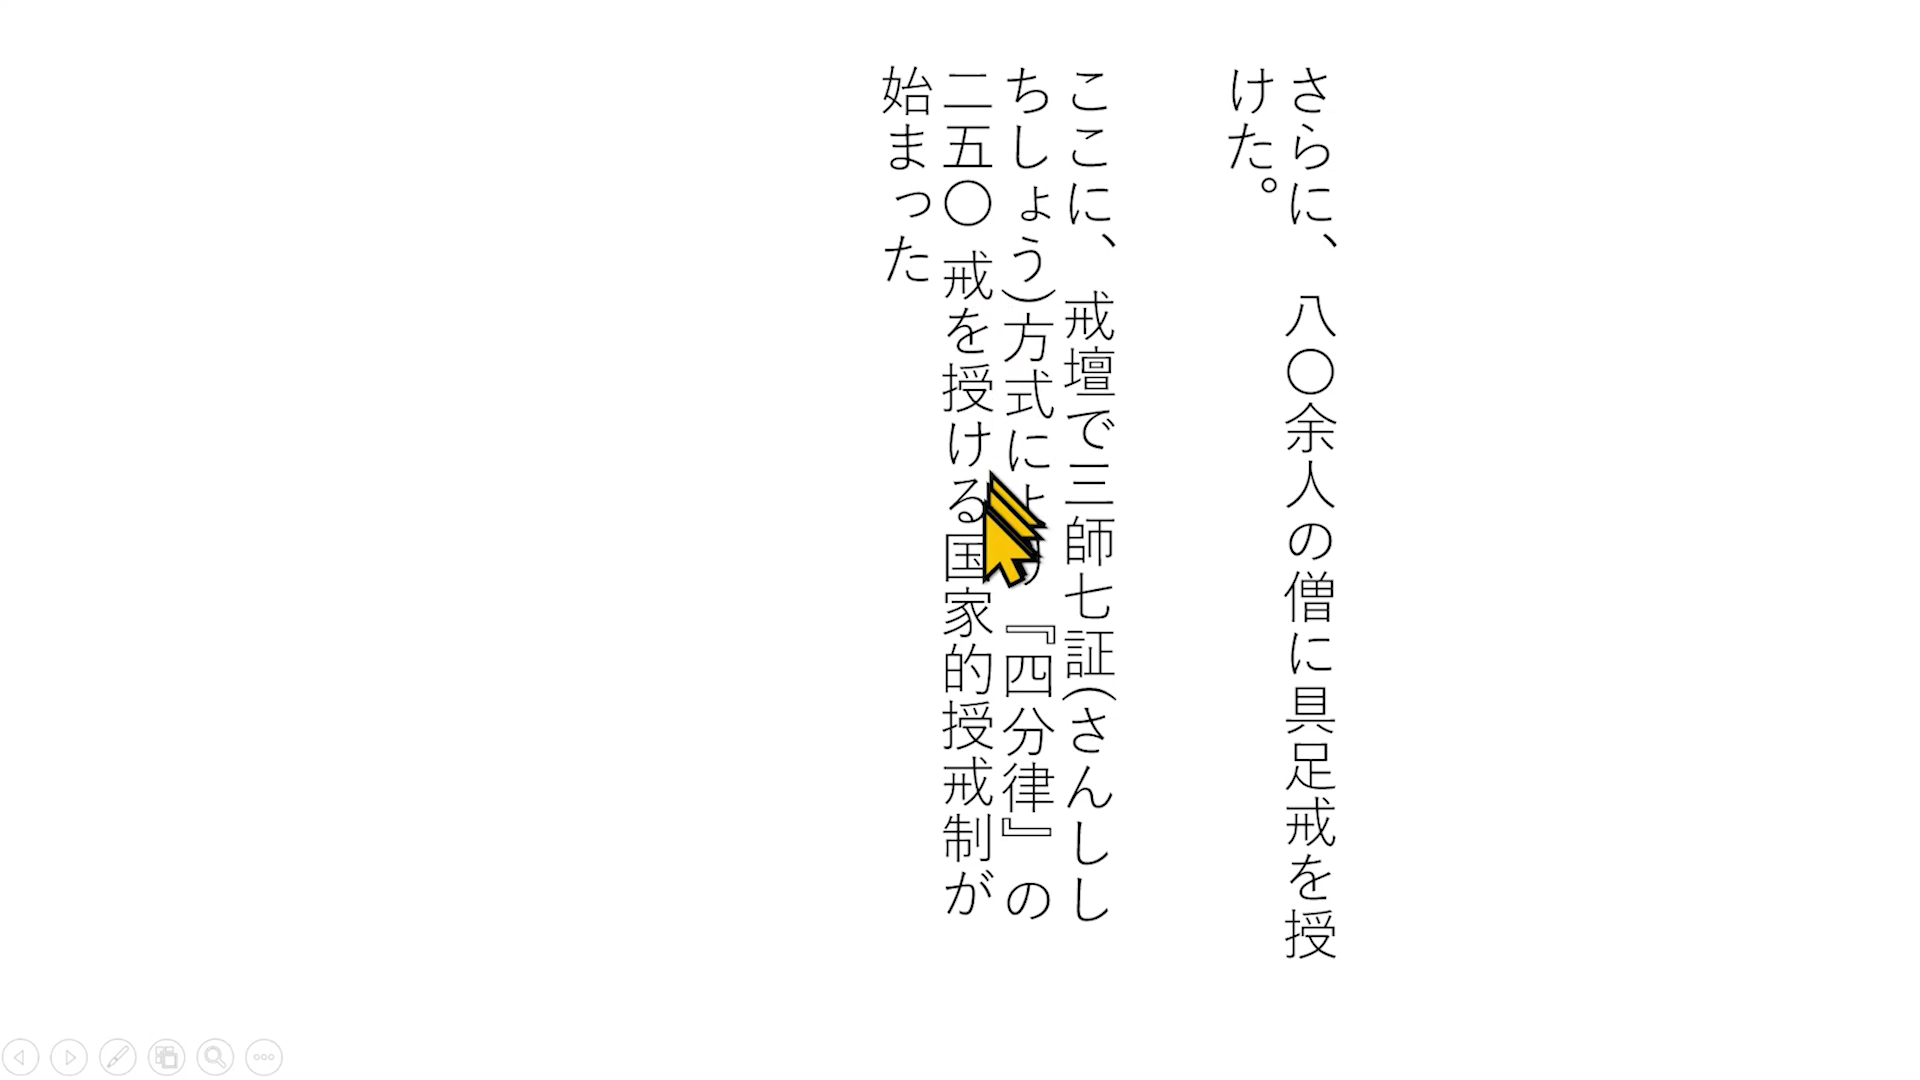 さらに、八〇余人の僧に具足戒を授
けた。
ここに、戒壇で三師七証(さんしし
ちしょう)方式により『四分律』の
二五〇戒を授ける国家的授戒制が
始まった